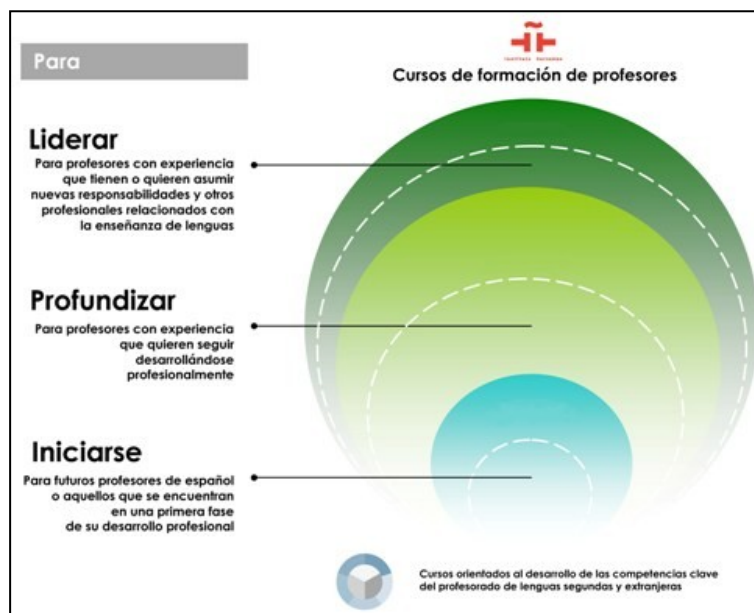 Para
Instituto Cervantes
Cursos de formación de profesores
Liderar
Para profesores con experiencia
que tienen o quieren asumir
nuevas responsabilidades y otros
profesionales relacionados con
la enseñanza de lenguas
Profundizar
Para profesores con experiencia
que quieren seguir
desarrollándose
profesionalmente
Iniciarse
Para futuros profesores de español
o aquellos que se encuentran
en una primera fase
de su desarrollo profesional
Cursos orientados al desarrollo de las competencias clave
del profesorado de lenguas segundas y extranjeras